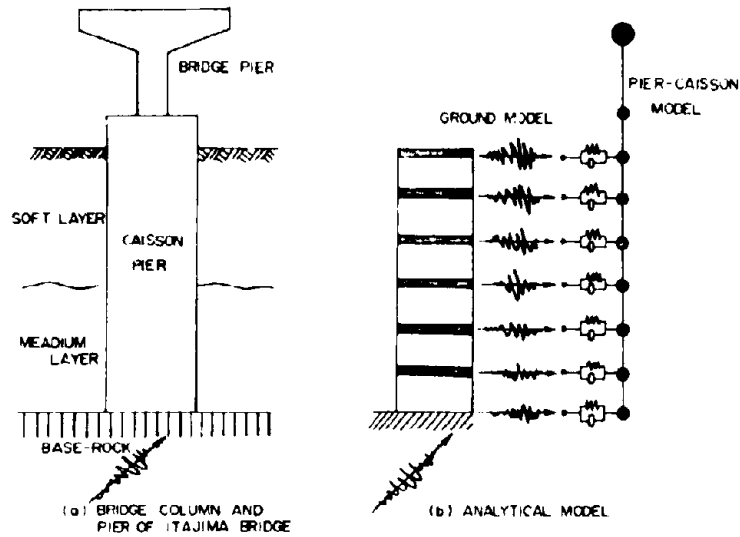 BRIDGE PIER
SOFT LAYER
CAISSON
PIER
MEADIUM
LAYER
BASE-ROCK
(a) BRIDGE COLUMN AND
PIER OF ITAJIMA BRIDGE
PIER-CAISSON
MODEL
GROUND MODEL
(b) ANALYTICAL MODEL